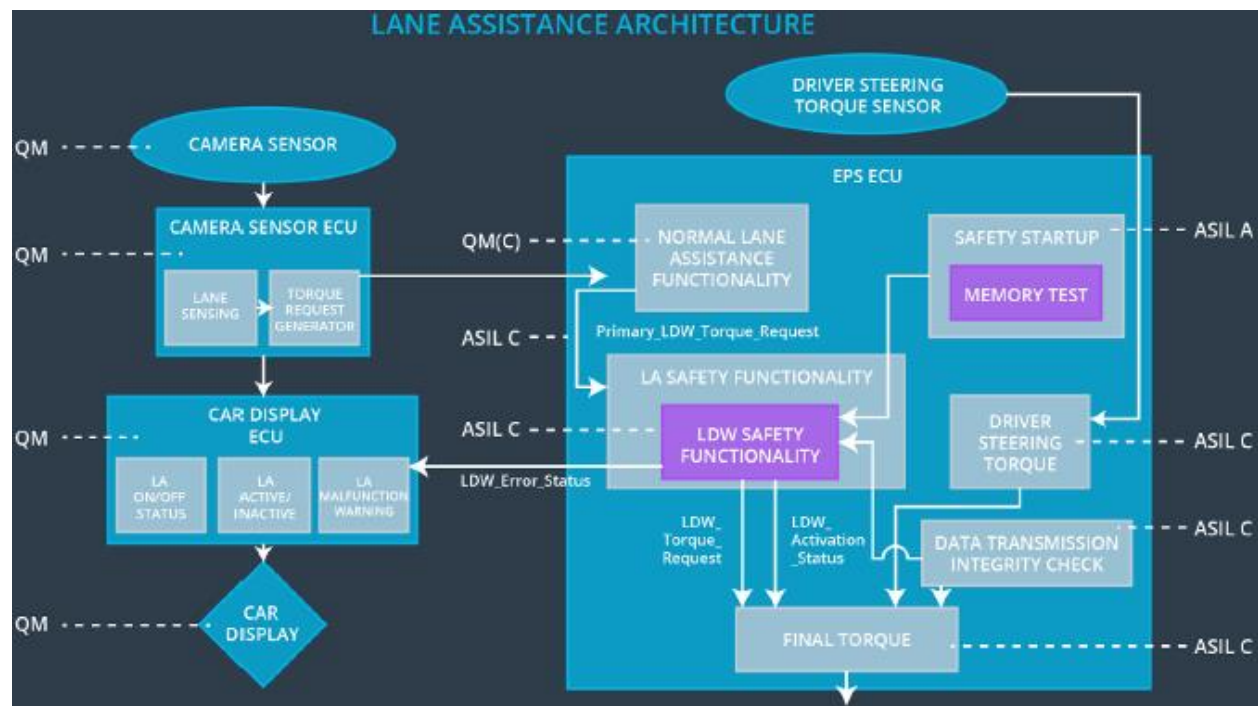 LANE ASSISTANCE ARCHITECTURE
DRIVER STEERING
TORQUE SENSOR
QM
CAMERA SENSOR
EPS ECU
QM
CAMERA SENSOR ECU
LANE
SENSING
TORQUE
REQUEST
GENERATOR
QM(C)
NORMAL LANE
ASSISTANCE
FUNCTIONALITY
SAFETY STARTUP
MEMORY TEST
ASIL A
ASIL C
Primary_LDW_Torque_Request
LA SAFETY FUNCTIONALITY
ASIL C
LDW SAFETY
FUNCTIONALITY
DRIVER
STEERING
TORQUE
ASIL C
QM
CAR DISPLAY
ECU
LA
ON/OFF
STATUS
LA
ACTIVE/
INACTIVE
LA
MALFUNCTION
WARNING
LDW_Error_Status
LDW_
Torque_
Request
LDW_
Activation
_Status
DATA TRANSMISSION
INTEGRITY CHECK
ASIL C
QM
CAR
DISPLAY
FINAL TORQUE
ASIL C